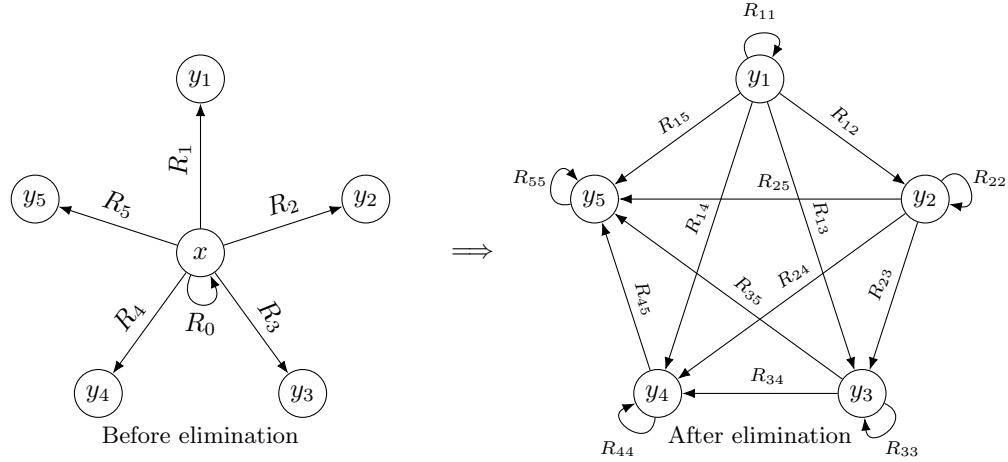 R₁₁
y₁
y₁
R₁₅
R₁₂
R₁
y₅
R₅
R₂
y₂
R₅₅
y₅
R₂₅
y₂
R₂₂
R₁₄
R₁₃
x
⟹
R₂₄
R₂₃
R₄
R₀
R₃
R₄₅
R₃₅
y₄
y₃
y₄
R₃₄
y₃
Before elimination
R₄₄
After elimination
R₃₃